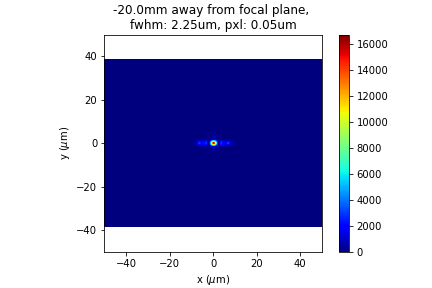 -20.0mm away from focal plane,
fwhm: 2.25um, pxl: 0.05um
40
20
0
−20
−40
y (μm)
−40 −20 0 20 40
x (μm)
16000
14000
12000
10000
8000
6000
4000
2000
0